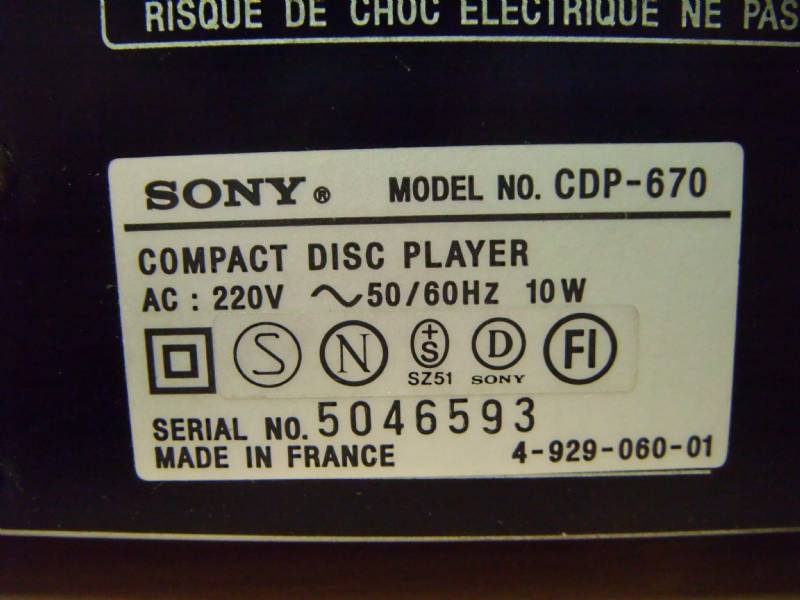 RISQUE DE CHOC ELECTRIQUE NE PAS
SONY® MODEL NO. CDP-670
COMPACT DISC PLAYER
AC : 220V ~50/60Hz 10W
S N +S D FI
SZ51 SONY
SERIAL NO. 5046593
MADE IN FRANCE 4-929-060-01